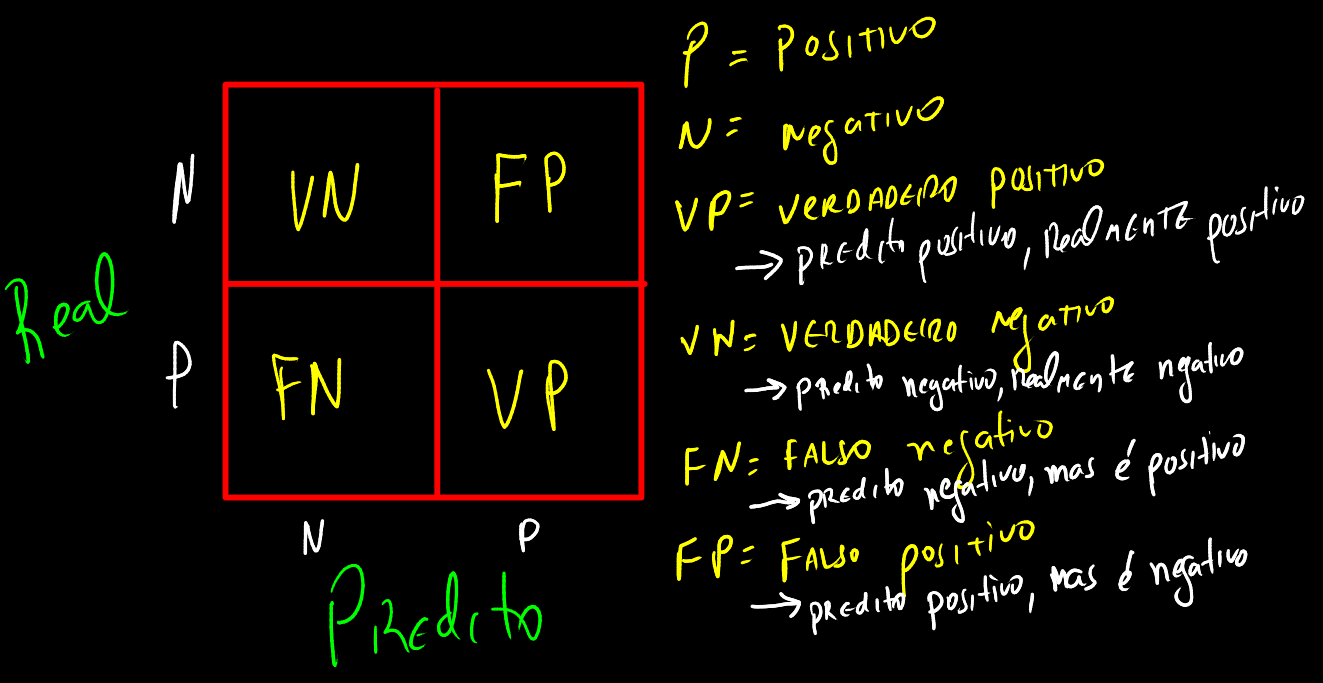 N
VN FP
Real
P
FN VP
N P
Predito
P = Positivo
N = negativo
VP = VERDADEIRO positivo
→ predito positivo, Realmente positivo
VN = VERDADEIRO negativo
→ predito negativo, realmente ngativo
FN = FALSO negativo
→ predito negativo, mas é positivo
FP = FALSO positivo
→ predito positivo, mas é negativo